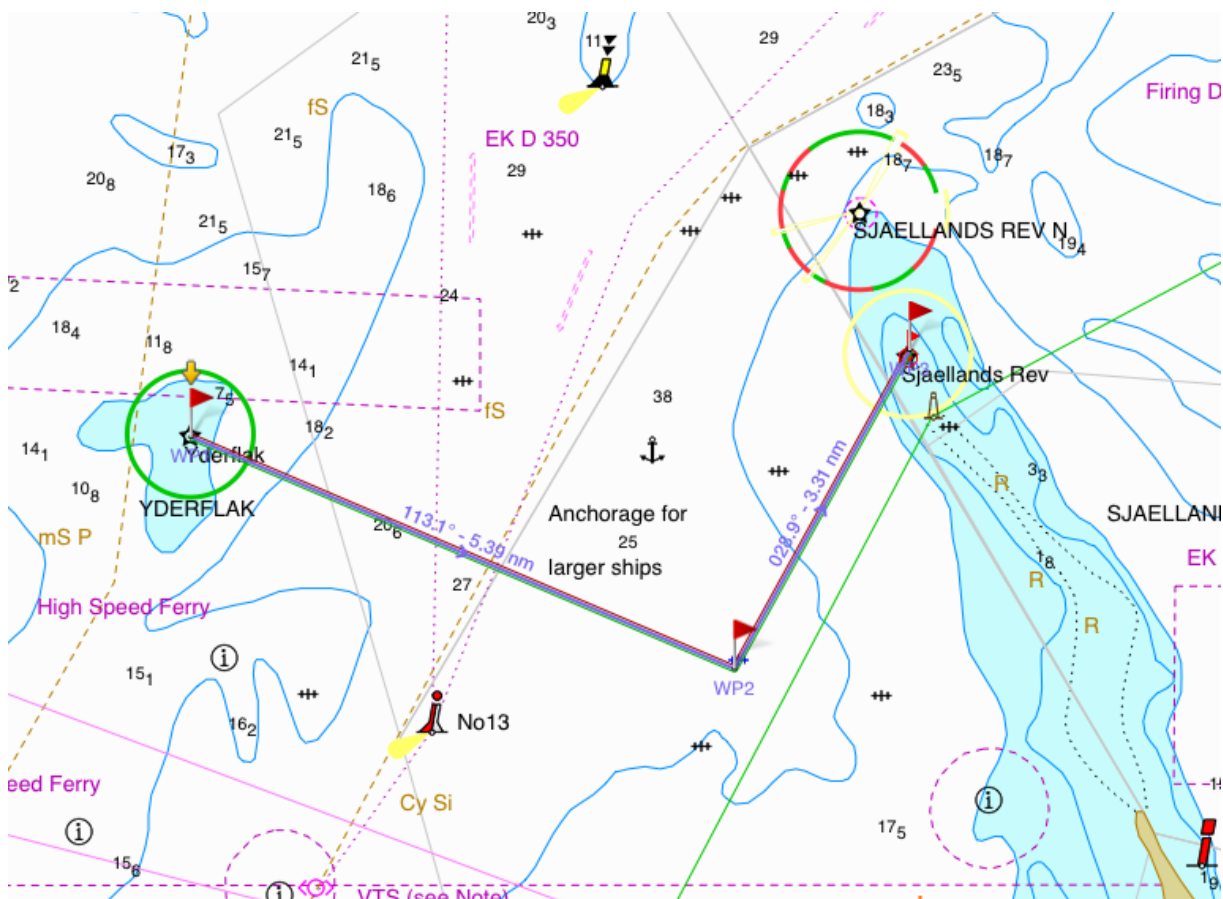 20₃
11
29
21₅
23₅
Firing D
fS
18₃
21₅
EK D 350
17₃
29
18₇
18₇
20₈
18₆
21₅
SJAELLANDS REV N
19₄
15₇
2
24
18₄
11₈
14₁
Sjaellands Rev
7₅
38
fS
18₂
14₁
Yderflak
10₈
3₃
R
YDERFLAK
113.1° - 5.39 nm
028.9° - 3.31 nm
Anchorage for
25
larger ships
SJAELLAN
20₆
mS P
27
18
R
EK
High Speed Ferry
R
15₁
WP2
16₂
No13
eed Ferry
Cy Si
17₅
15₆
VTS (see Note)